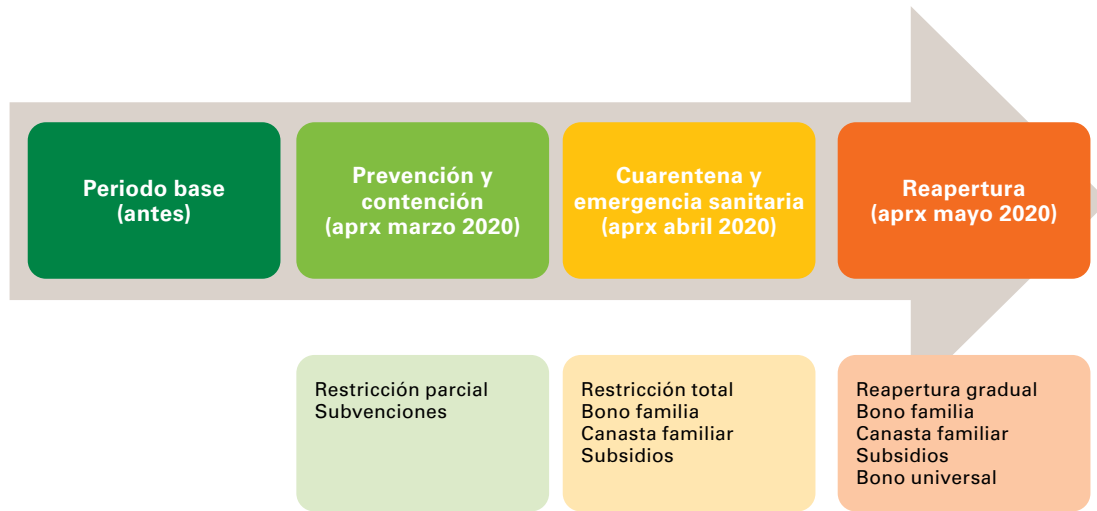 Periodo base
(antes)
Prevención y
contención
(aprx marzo 2020)
Cuarentena y
emergencia sanitaria
(aprx abril 2020)
Reapertura
(aprx mayo 2020)
Restricción parcial
Subvenciones
Restricción total
Bono familia
Canasta familiar
Subsidios
Reapertura gradual
Bono familia
Canasta familiar
Subsidios
Bono universal